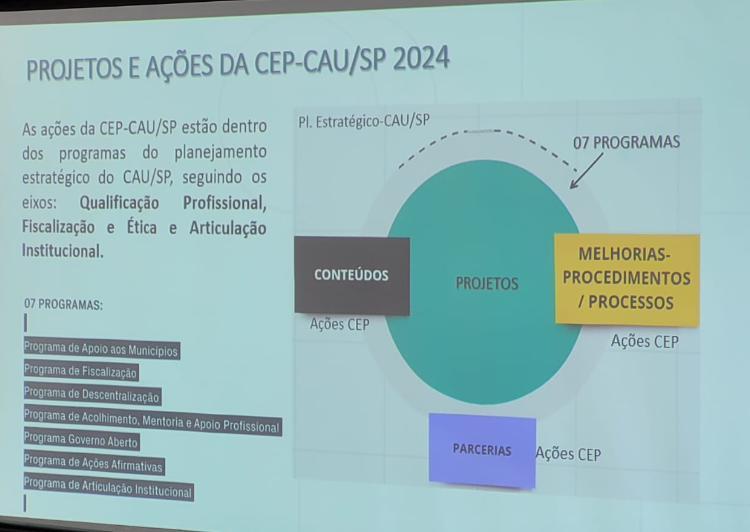 PROJETOS E AÇÕES DA CEP-CAU/SP 2024
As ações da CEP-CAU/SP estão dentro
dos programas do planejamento
estratégico do CAU/SP, seguindo os
eixos: Qualificação Profissional,
Fiscalização e Ética e Articulação
Institucional.
07 PROGRAMAS:
Programa de Apoio aos Municípios
Programa de Fiscalização
Programa de Descentralização
Programa de Acolhimento, Mentoria e Apoio Profissional
Programa Governo Aberto
Programa de Ações Afirmativas
Programa de Articulação Institucional
Pl. Estratégico-CAU/SP
07 PROGRAMAS
CONTEÚDOS
Ações CEP
PROJETOS
MELHORIAS-
PROCEDIMENTOS
/ PROCESSOS
Ações CEP
PARCERIAS
Ações CEP